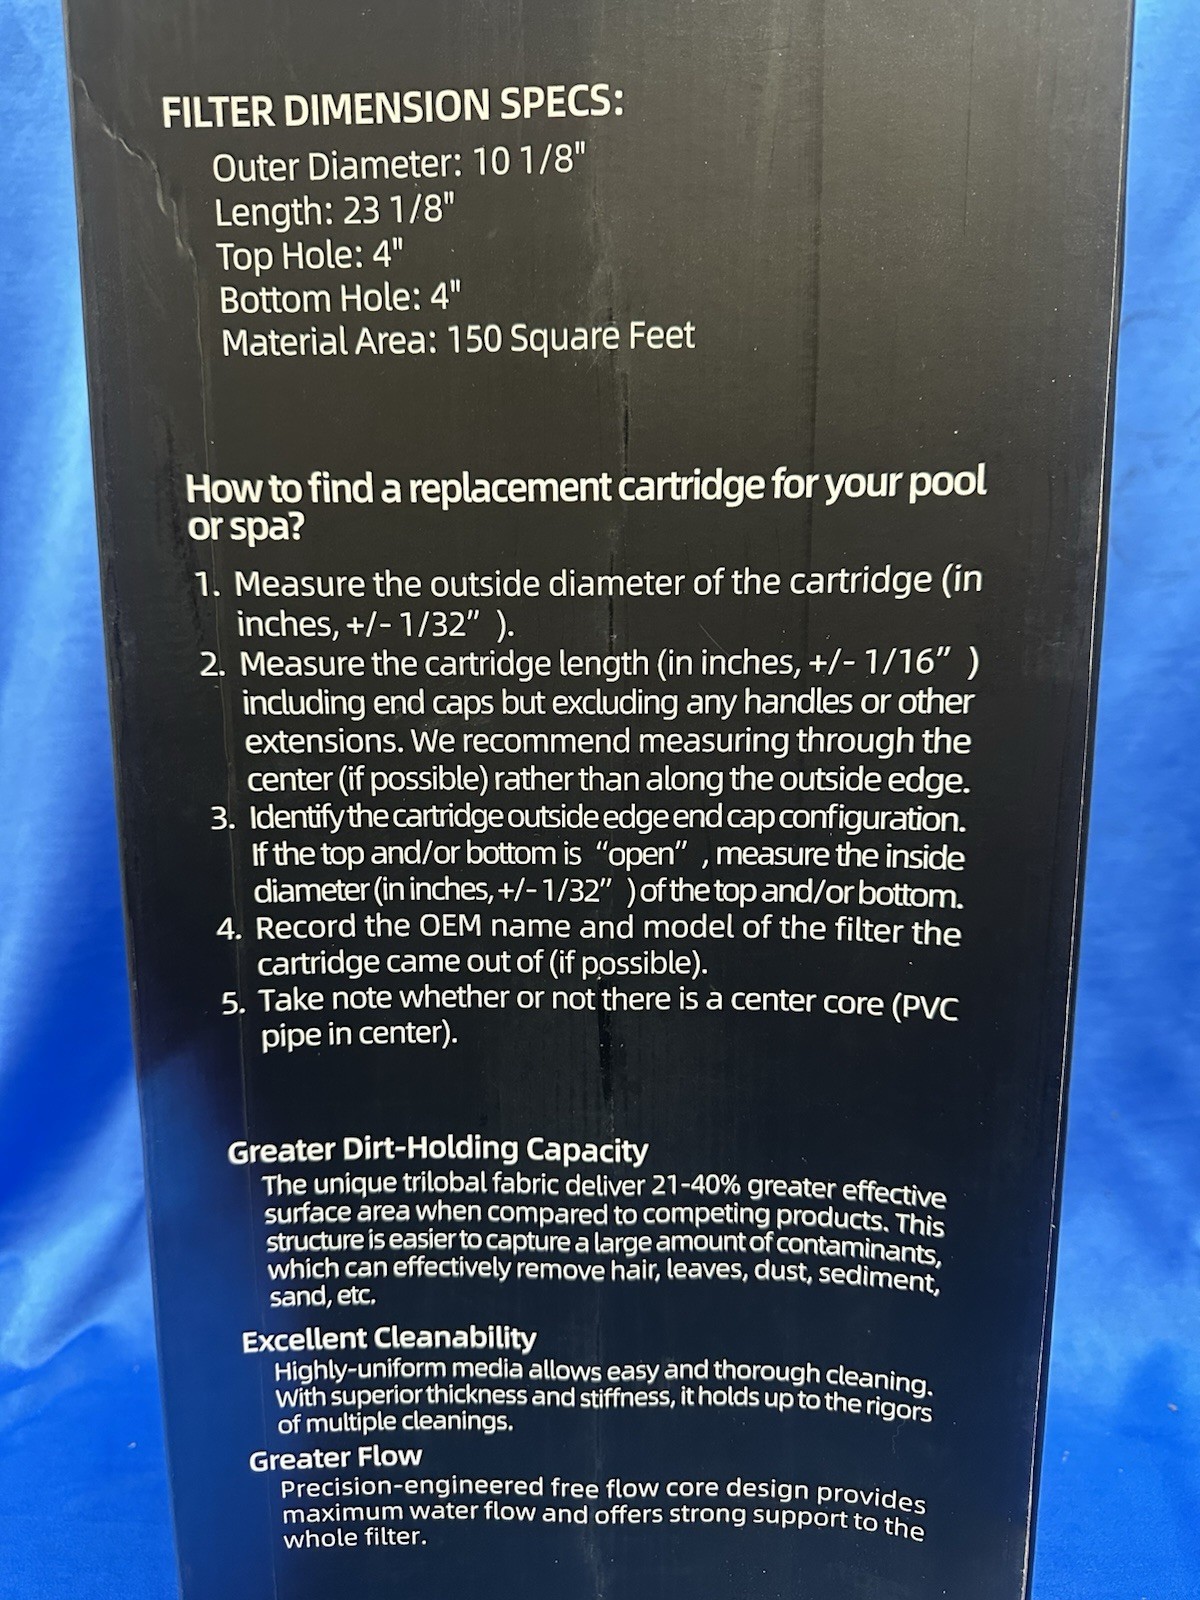 FILTER DIMENSION SPECS:
Outer Diameter: 10 1/8"
Length: 23 1/8"
Top Hole: 4"
Bottom Hole: 4"
Material Area: 150 Square Feet
How to find a replacement cartridge for your pool
or spa?
1. Measure the outside diameter of the cartridge (in
inches, +/- 1/32” ).
2. Measure the cartridge length (in inches, +/- 1/16” )
including end caps but excluding any handles or other
extensions. We recommend measuring through the
center (if possible) rather than along the outside edge.
3. Identify the cartridge outside edge end cap configuration.
If the top and/or bottom is “open” , measure the inside
diameter (in inches, +/- 1/32” ) of the top and/or bottom.
4. Record the OEM name and model of the filter the
cartridge came out of (if possible).
5. Take note whether or not there is a center core (PVC
pipe in center).
Greater Dirt-Holding Capacity
The unique trilobal fabric deliver 21-40% greater effective
surface area when compared to competing products. This
structure is easier to capture a large amount of contaminants,
which can effectively remove hair, leaves, dust, sediment,
sand, etc.
Excellent Cleanability
Highly-uniform media allows easy and thorough cleaning.
With superior thickness and stiffness, it holds up to the rigors
of multiple cleanings.
Greater Flow
Precision-engineered free flow core design provides
maximum water flow and offers strong support to the
whole filter.